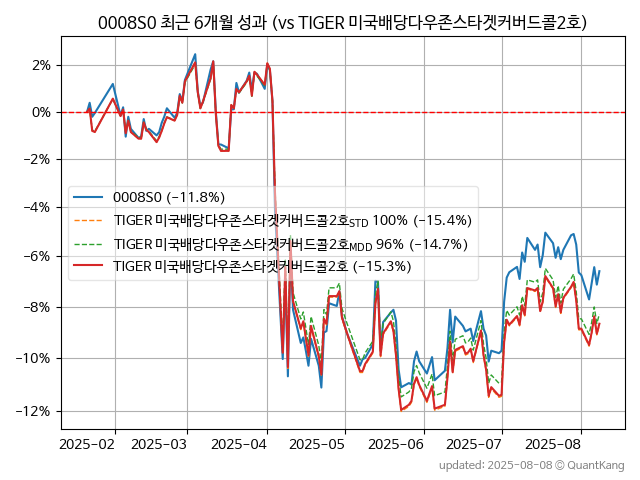 0008S0 최근 6개월 성과 (vs TIGER 미국배당다우존스타겟커버드콜2호)
2%
0%
−2%
−4%
−6%
−8%
−10%
−12%
0008S0 (−11.8%)
TIGER 미국배당다우존스타겟커버드콜2호STD 100% (−15.4%)
TIGER 미국배당다우존스타겟커버드콜2호MDD 96% (−14.7%)
TIGER 미국배당다우존스타겟커버드콜2호 (−15.3%)
2025-02 2025-03 2025-04 2025-05 2025-06 2025-07 2025-08
updated: 2025-08-08 © QuantKang